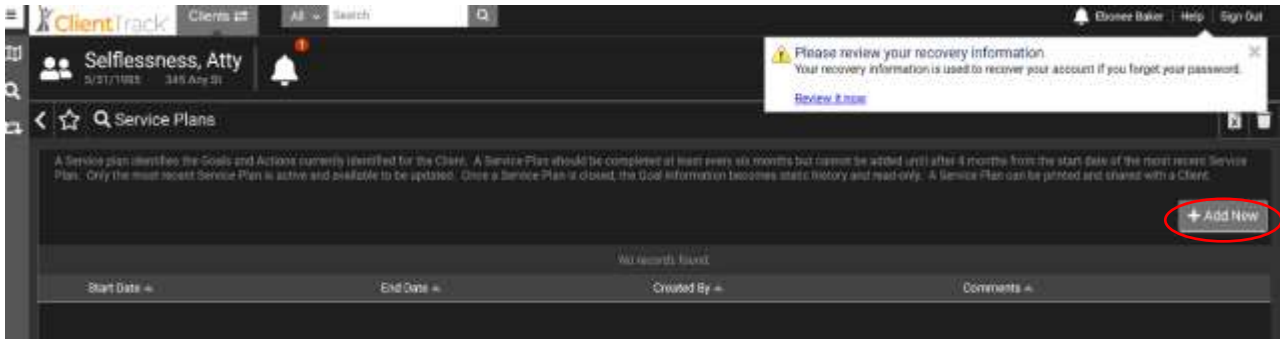 ClientTrack Clients All Search Ebonee Baker Help Sign Out
Selflessness, Atty
5/31/1985 345 Any St
1
Please review your recovery information
Your recovery information is used to recover your account if you forget your password.
Review it now
Service Plans
A Service plan identifies the Goals and Actions currently identified for the Client. A Service Plan should be completed at least every six months but cannot be added until after 4 months from the start date of the most recent Service
Plan. Only the most recent Service Plan is active and available to be updated. Once a Service Plan is closed, the Goal Information becomes static history and read-only. A Service Plan can be printed and shared with a Client.
+ Add New
No records found.
Start Date End Date Created By Comments